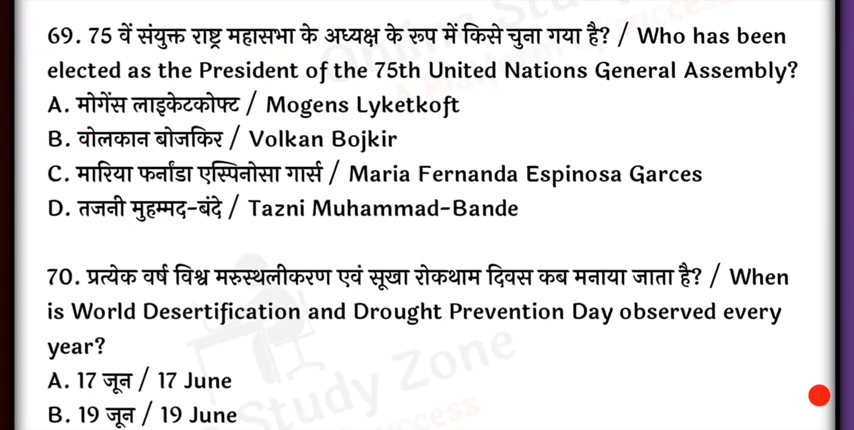 69. 75 वें संयुक्त राष्ट्र महासभा के अध्यक्ष के रूप में किसे चुना गया है? / Who has been
elected as the President of the 75th United Nations General Assembly?
A. मोगेंस लाइकेटकोफ्ट / Mogens Lyketkoft
B. वोलकान बोजकिर / Volkan Bojkir
C. मारिया फर्नांडा एस्पिनोसा गार्स / Maria Fernanda Espinosa Garces
D. तजनी मुहम्मद-बंदे / Tazni Muhammad-Bande
70. प्रत्येक वर्ष विश्व मरुस्थलीकरण एवं सूखा रोकथाम दिवस कब मनाया जाता है? / When
is World Desertification and Drought Prevention Day observed every
year?
A. 17 जून / 17 June
B. 19 जून / 19 June
Study Zone